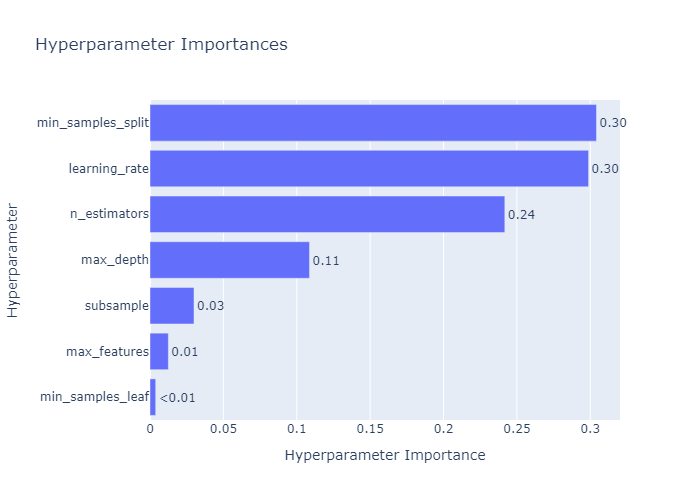 Hyperparameter Importances
Hyperparameter
min_samples_split 0.30
learning_rate 0.30
n_estimators 0.24
max_depth 0.11
subsample 0.03
max_features 0.01
min_samples_leaf <0.01
0 0.05 0.1 0.15 0.2 0.25 0.3
Hyperparameter Importance